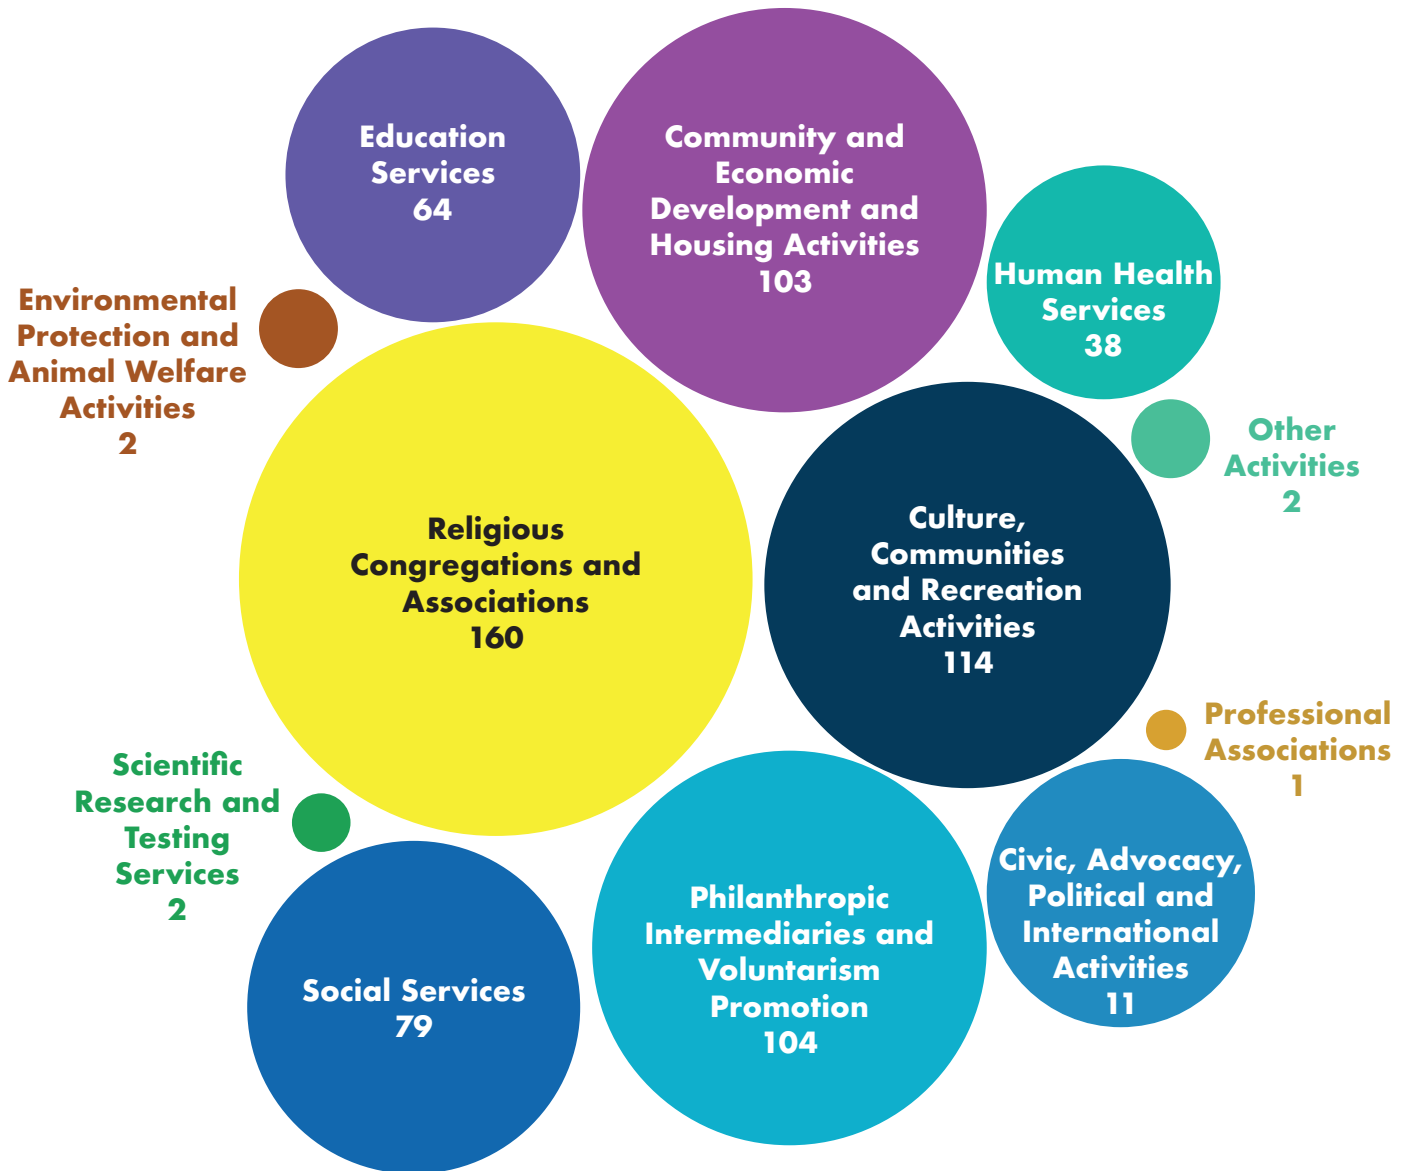 Education
Services
64
Community and
Economic
Development and
Housing Activities
103
Human Health
Services
38
Environmental
Protection and
Animal Welfare
Activities
2
Other
Activities
2
Religious
Congregations and
Associations
160
Culture,
Communities
and Recreation
Activities
114
Professional
Associations
1
Scientific
Research and
Testing
Services
2
Social Services
79
Philanthropic
Intermediaries and
Voluntarism
Promotion
104
Civic, Advocacy,
Political and
International
Activities
11